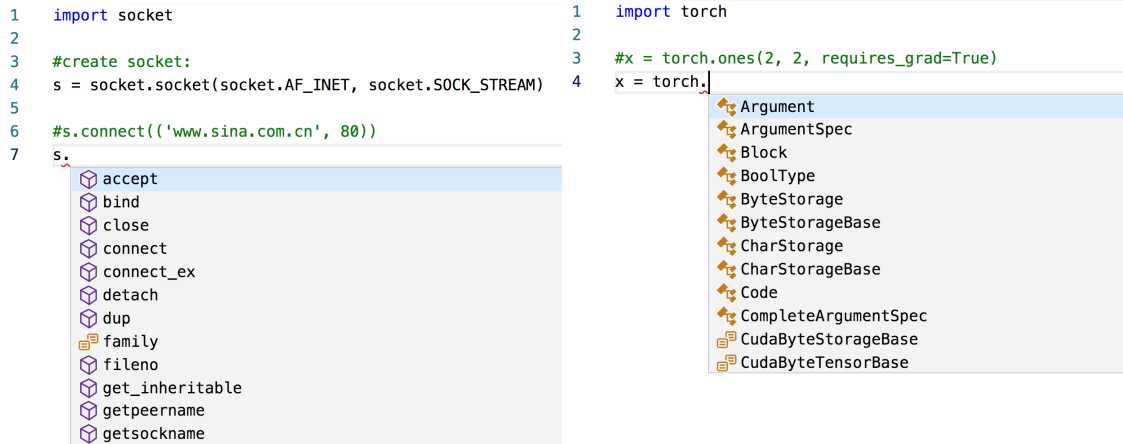 1 import socket
2
3 #create socket:
4 s = socket.socket(socket.AF_INET, socket.SOCK_STREAM)
5
6 #s.connect(('www.sina.com.cn', 80))
7 s.
accept
bind
close
connect
connect_ex
detach
dup
family
fileno
get_inheritable
getpeername
getsockname
1 import torch
2
3 #x = torch.ones(2, 2, requires_grad=True)
4 x = torch.
Argument
ArgumentSpec
Block
BoolType
ByteStorage
ByteStorageBase
CharStorage
CharStorageBase
Code
CompleteArgumentSpec
CudaByteStorageBase
CudaByteTensorBase